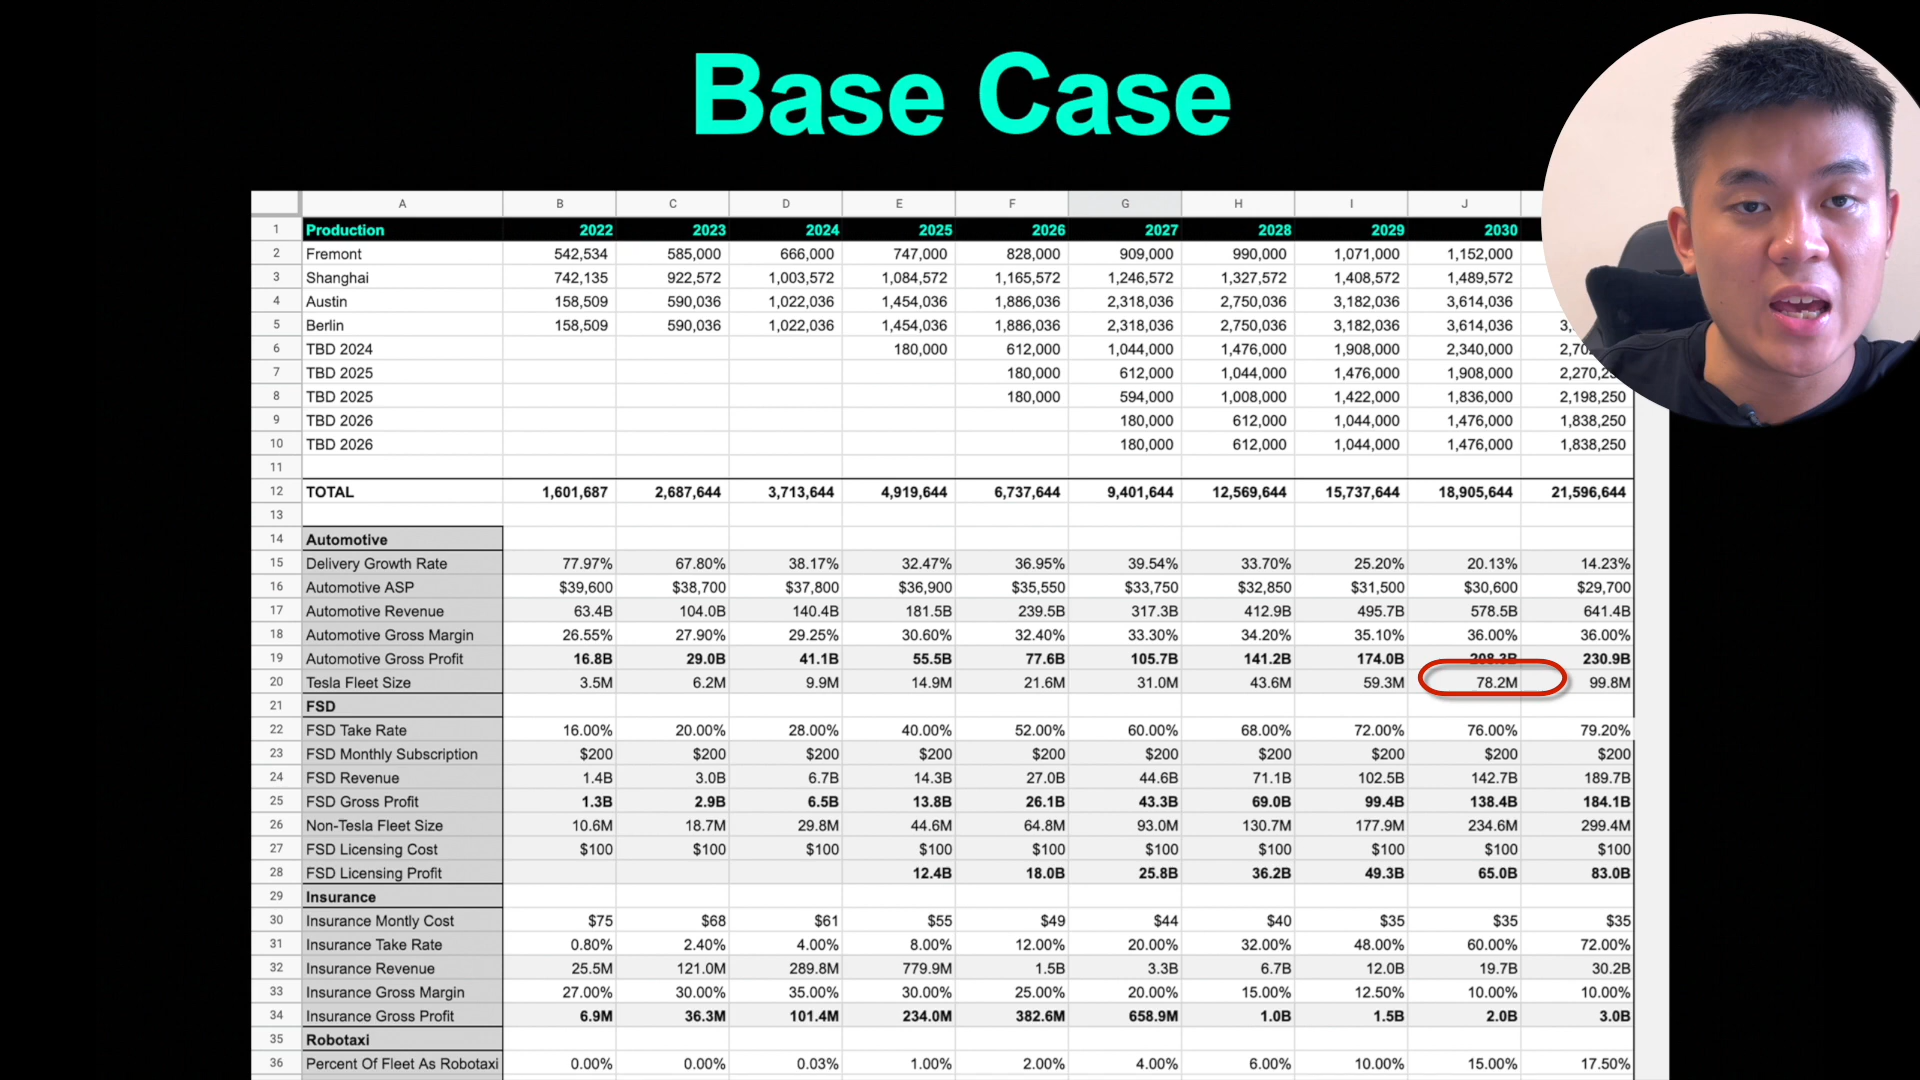 Base Case
A B C D E F G H I J
1 Production 2022 2023 2024 2025 2026 2027 2028 2029 2030
2 Fremont 542,534 585,000 666,000 747,000 828,000 909,000 990,000 1,071,000 1,152,000
3 Shanghai 742,135 922,572 1,003,572 1,084,572 1,165,572 1,246,572 1,327,572 1,408,572 1,489,572
4 Austin 158,509 590,036 1,022,036 1,454,036 1,886,036 2,318,036 2,750,036 3,182,036 3,614,036
5 Berlin 158,509 590,036 1,022,036 1,454,036 1,886,036 2,318,036 2,750,036 3,182,036 3,614,036
6 TBD 2024 180,000 612,000 1,044,000 1,476,000 1,908,000 2,340,000
7 TBD 2025 180,000 612,000 1,044,000 1,476,000 1,908,000
8 TBD 2025 180,000 594,000 1,008,000 1,422,000 1,836,000 2,198,250
9 TBD 2026 180,000 612,000 1,044,000 1,476,000 1,838,250
10 TBD 2026 180,000 612,000 1,044,000 1,476,000 1,838,250
11
12 TOTAL 1,601,687 2,687,644 3,713,644 4,919,644 6,737,644 9,401,644 12,569,644 15,737,644 18,905,644 21,596,644
13
14 Automotive
15 Delivery Growth Rate 77.97% 67.80% 38.17% 32.47% 36.95% 39.54% 33.70% 25.20% 20.13% 14.23%
16 Automotive ASP $39,600 $38,700 $37,800 $36,900 $35,550 $33,750 $32,850 $31,500 $30,600 $29,700
17 Automotive Revenue 63.4B 104.0B 140.4B 181.5B 239.5B 317.3B 412.9B 495.7B 578.5B 641.4B
18 Automotive Gross Margin 26.55% 27.90% 29.25% 30.60% 32.40% 33.30% 34.20% 35.10% 36.00% 36.00%
19 Automotive Gross Profit 16.8B 29.0B 41.1B 55.5B 77.6B 105.7B 141.2B 174.0B 208.3B 230.9B
20 Tesla Fleet Size 3.5M 6.2M 9.9M 14.9M 21.6M 31.0M 43.6M 59.3M 78.2M 99.8M
21 FSD
22 FSD Take Rate 16.00% 20.00% 28.00% 40.00% 52.00% 60.00% 68.00% 72.00% 76.00% 79.20%
23 FSD Monthly Subscription $200 $200 $200 $200 $200 $200 $200 $200 $200 $200
24 FSD Revenue 1.4B 3.0B 6.7B 14.3B 27.0B 44.6B 71.1B 102.5B 142.7B 189.7B
25 FSD Gross Profit 1.3B 2.9B 6.5B 13.8B 26.1B 43.3B 69.0B 99.4B 138.4B 184.1B
26 Non-Tesla Fleet Size 10.6M 18.7M 29.8M 44.6M 64.8M 93.0M 130.7M 177.9M 234.6M 299.4M
27 FSD Licensing Cost $100 $100 $100 $100 $100 $100 $100 $100 $100 $100
28 FSD Licensing Profit 12.4B 18.0B 25.8B 36.2B 49.3B 65.0B 83.0B
29 Insurance
30 Insurance Montly Cost $75 $68 $61 $55 $49 $44 $40 $35 $35 $35
31 Insurance Take Rate 0.80% 2.40% 4.00% 8.00% 12.00% 20.00% 32.00% 48.00% 60.00% 72.00%
32 Insurance Revenue 25.5M 121.0M 289.8M 779.9M 1.5B 3.3B 6.7B 12.0B 19.7B 30.2B
33 Insurance Gross Margin 27.00% 30.00% 35.00% 30.00% 25.00% 20.00% 15.00% 12.50% 10.00% 10.00%
34 Insurance Gross Profit 6.9M 36.3M 101.4M 234.0M 382.6M 658.9M 1.0B 1.5B 2.0B 3.0B
35 Robotaxi
36 Percent Of Fleet As Robotaxi 0.00% 0.00% 0.03% 1.00% 2.00% 4.00% 6.00% 10.00% 15.00% 17.50%